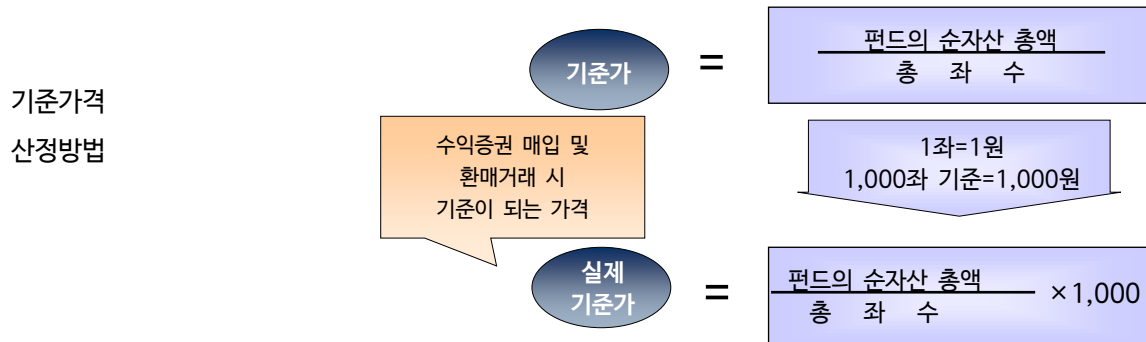 기준가격
산정방법
기준가
=
펀드의 순자산 총액
총 좌 수
수익증권 매입 및
환매거래 시
기준이 되는 가격
1좌=1원
1,000좌 기준=1,000원
실제
기준가
=
펀드의 순자산 총액
총 좌 수
×1,000